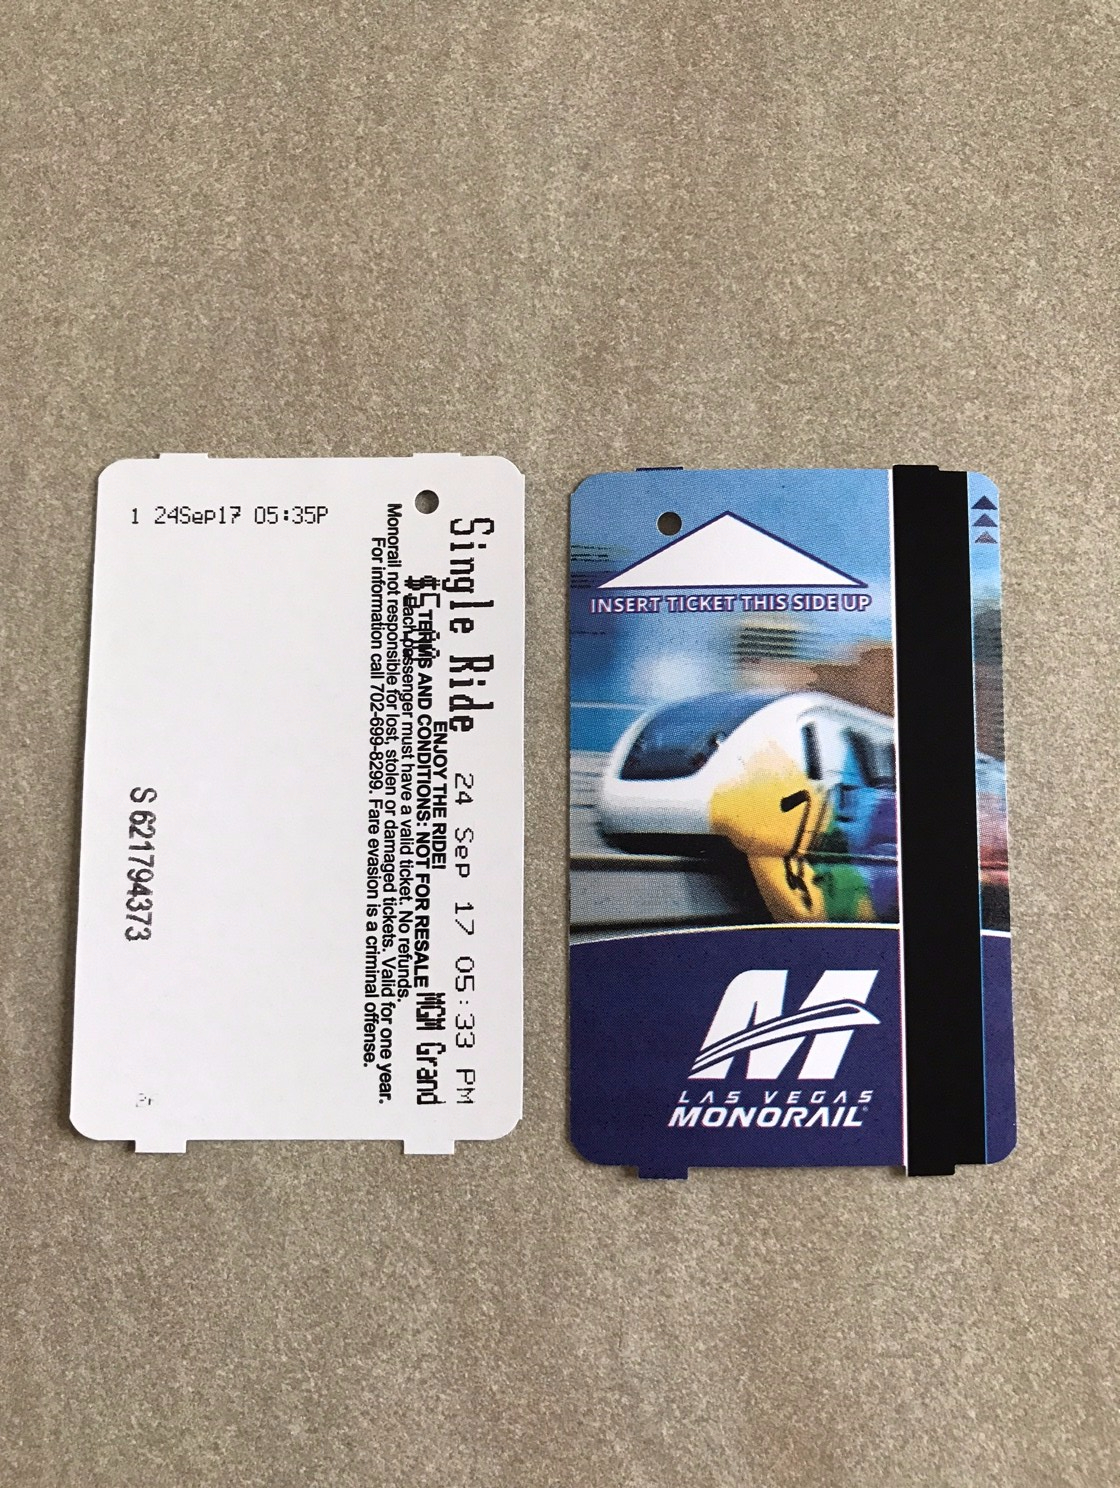 1 24Sep17 05:35P
Single Ride 24 Sep 17 05:33 PM
ENJOY THE RIDE!
MGM Grand
TERMS AND CONDITIONS: NOT FOR RESALE
Each passenger must have a valid ticket. No refunds.
Monorail not responsible for lost, stolen or damaged tickets. Valid for one year.
For information call 702-699-8299. Fare evasion is a criminal offense.
S 621794373
INSERT TICKET THIS SIDE UP
LAS VEGAS
MONORAIL